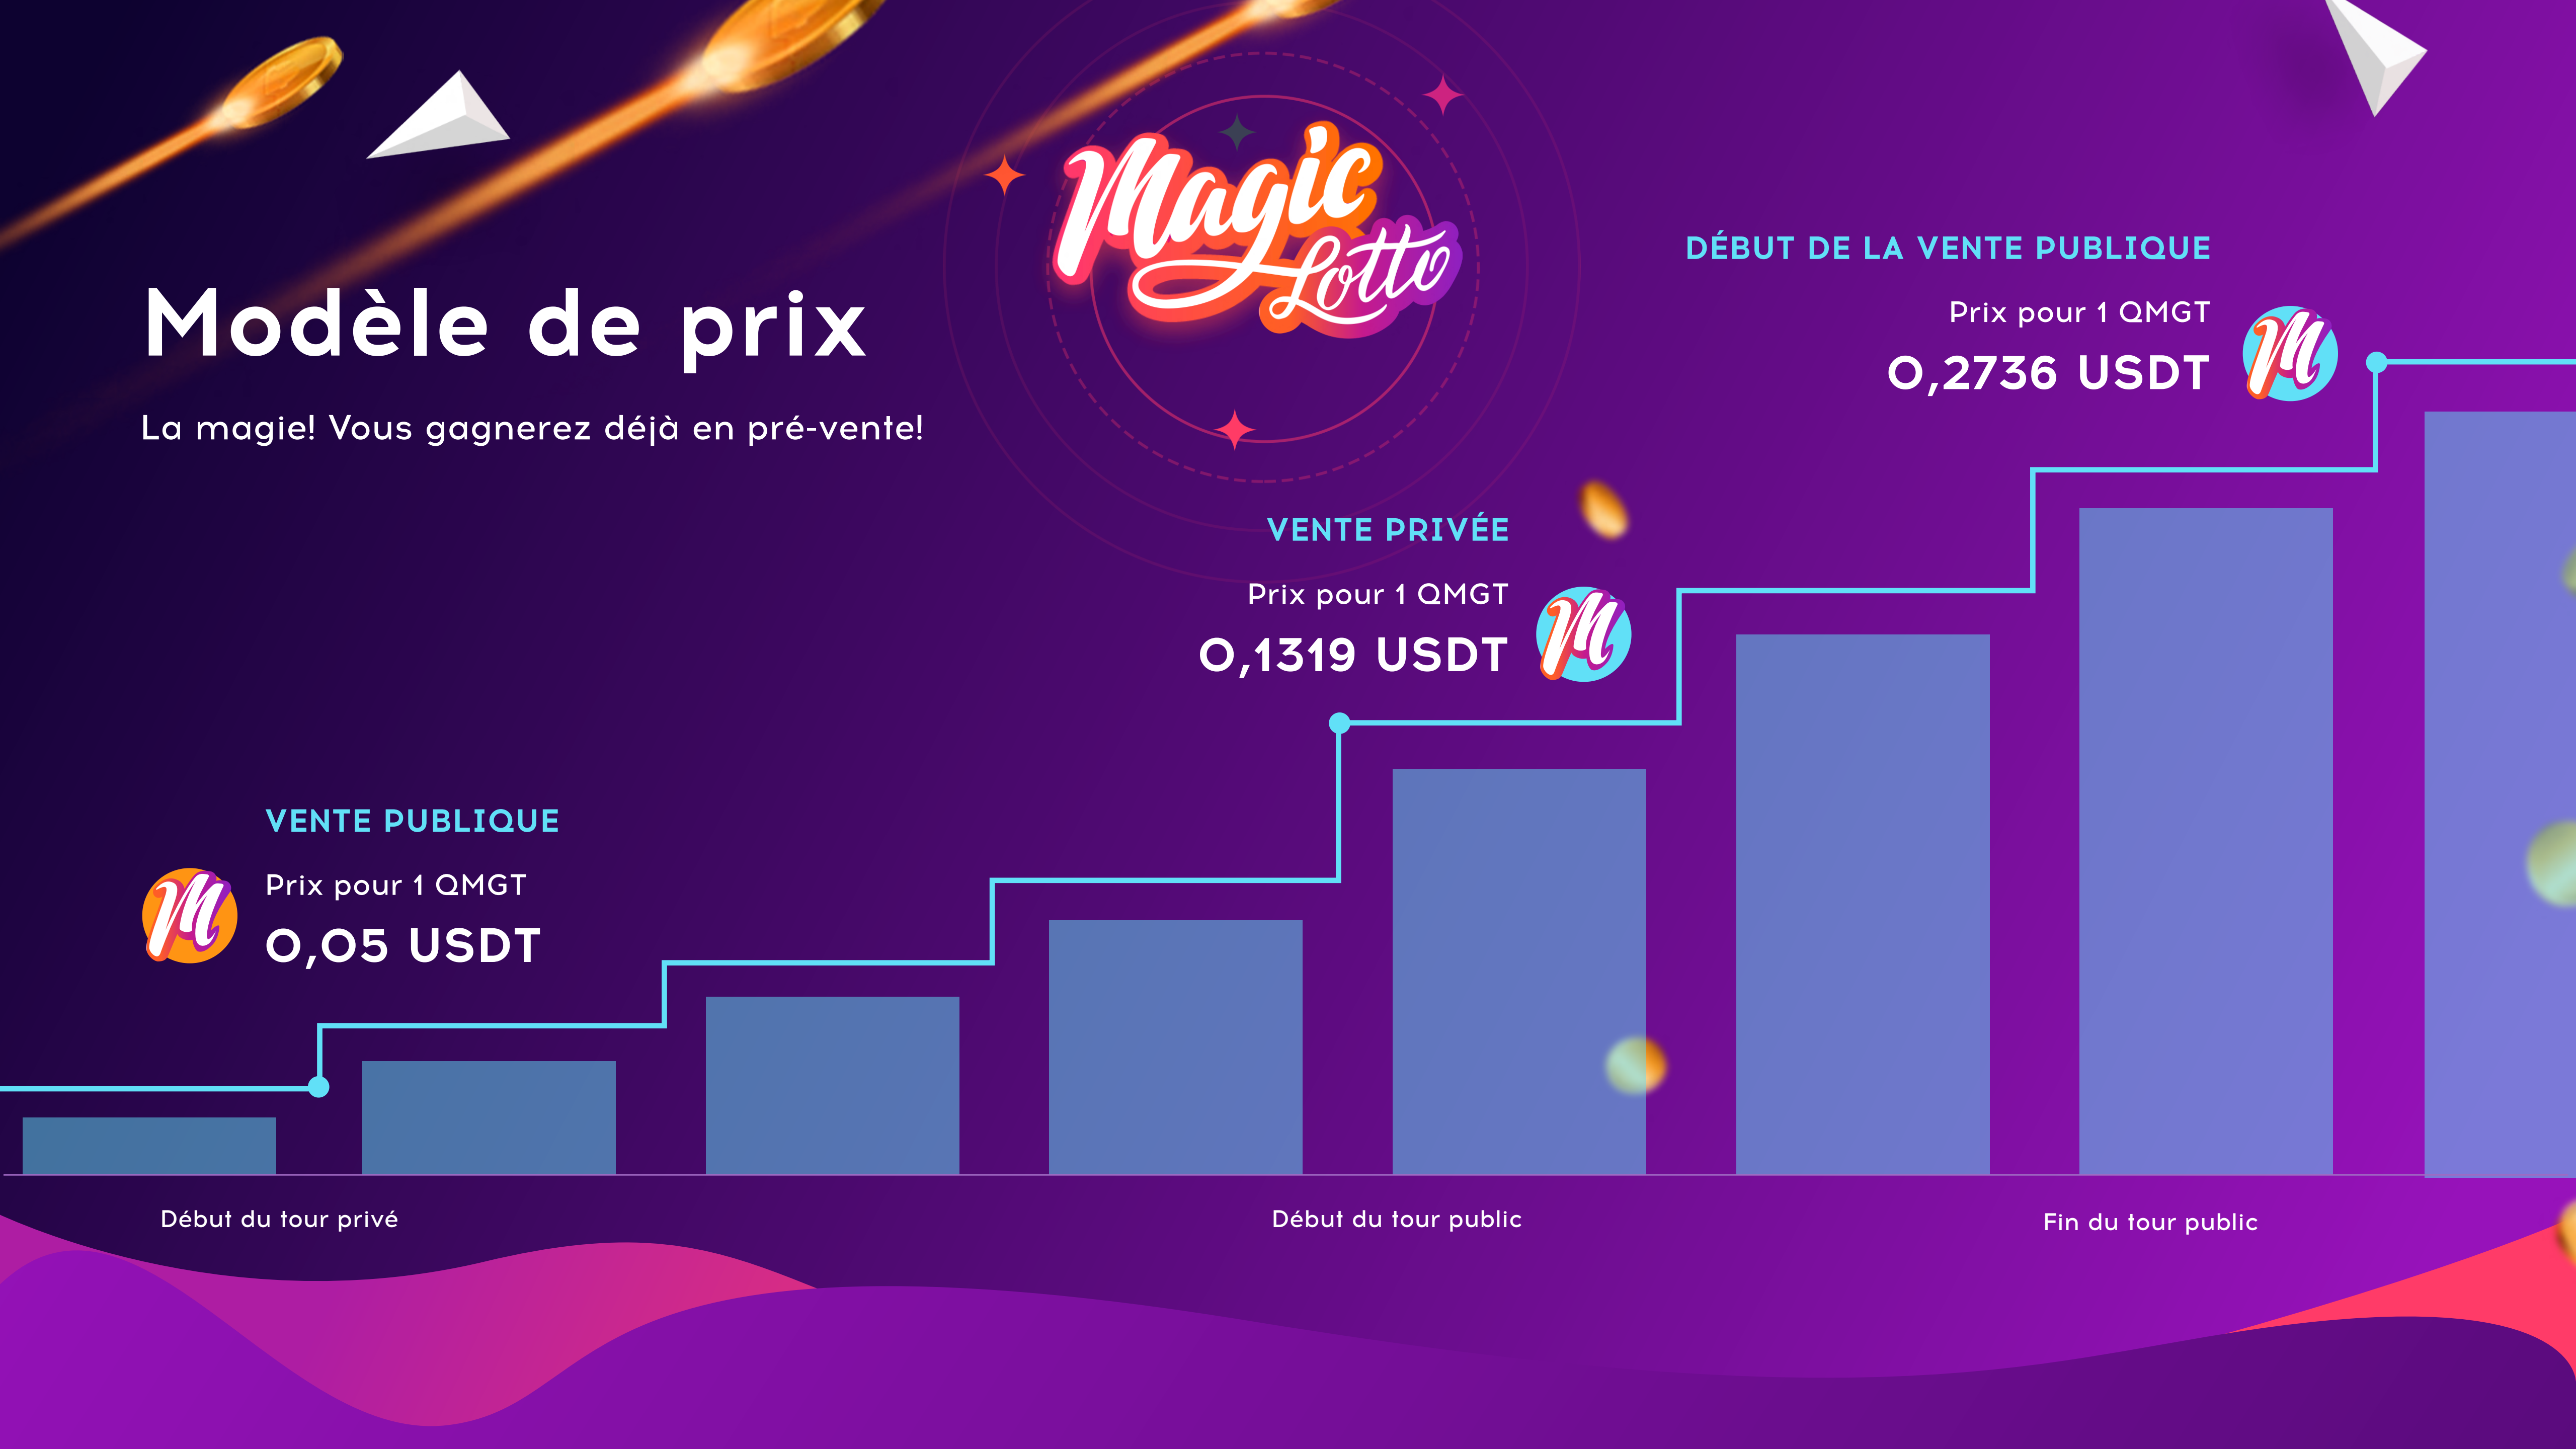 Magic
Lotto
Modèle de prix
La magie! Vous gagnerez déjà en pré-vente!
DÉBUT DE LA VENTE PUBLIQUE
Prix pour 1 QMGT
0,2736 USDT
M
VENTE PRIVÉE
Prix pour 1 QMGT
0,1319 USDT
M
VENTE PUBLIQUE
M
Prix pour 1 QMGT
0,05 USDT
Début du tour privé
Début du tour public
Fin du tour public